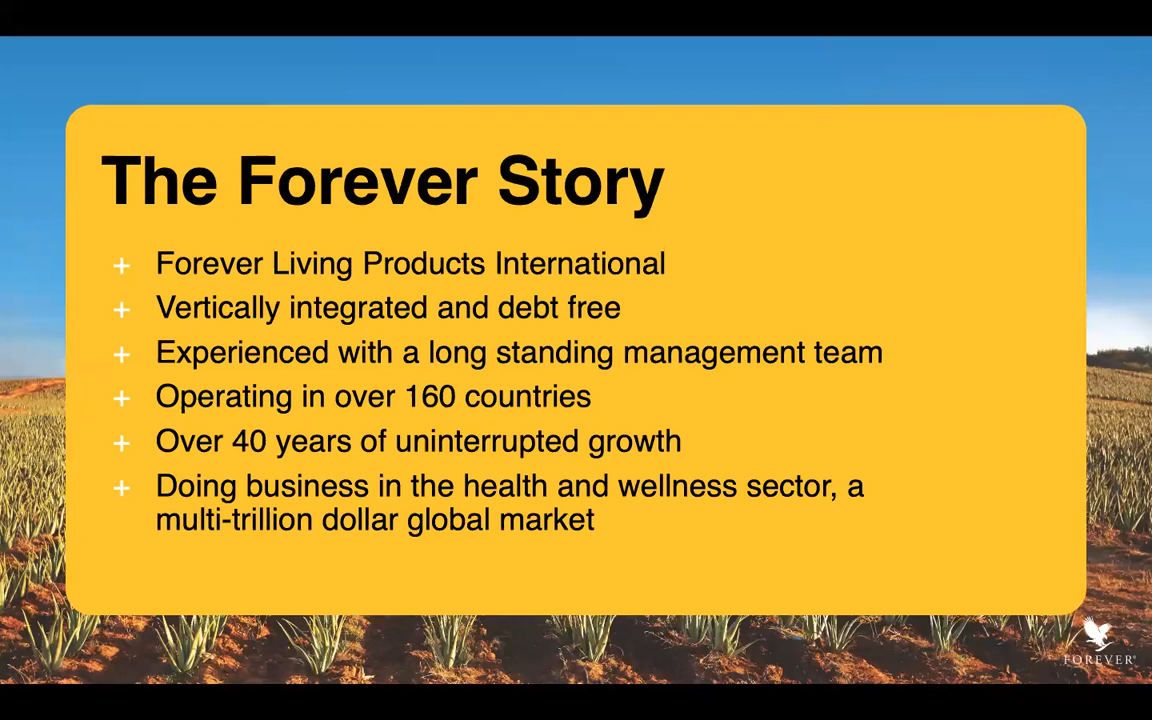 The Forever Story
+ Forever Living Products International
+ Vertically integrated and debt free
+ Experienced with a long standing management team
+ Operating in over 160 countries
+ Over 40 years of uninterrupted growth
+ Doing business in the health and wellness sector, a
multi-trillion dollar global market
FOREVER®